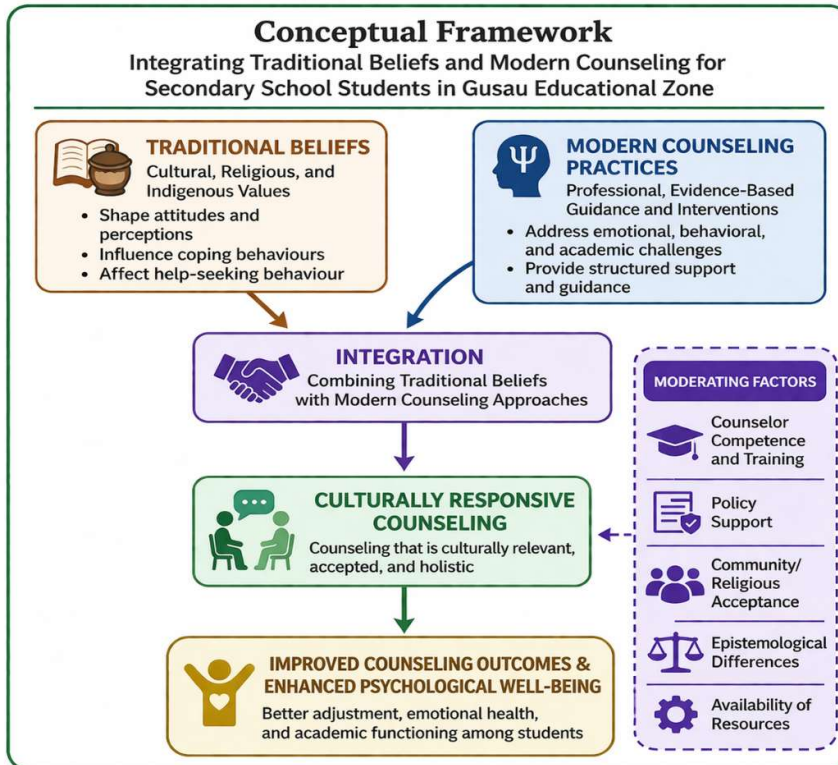 Conceptual Framework
Integrating Traditional Beliefs and Modern Counseling for
Secondary School Students in Gusau Educational Zone
TRADITIONAL BELIEFS
Cultural, Religious, and
Indigenous Values
• Shape attitudes and
perceptions
• Influence coping behaviours
• Affect help-seeking behaviour
Ψ
MODERN COUNSELING
PRACTICES
Professional, Evidence-Based
Guidance and Interventions
• Address emotional, behavioral,
and academic challenges
• Provide structured support
and guidance
INTEGRATION
Combining Traditional Beliefs
with Modern Counseling Approaches
CULTURALLY RESPONSIVE
COUNSELING
Counseling that is culturally relevant,
accepted, and holistic
IMPROVED COUNSELING OUTCOMES &
ENHANCED PSYCHOLOGICAL WELL-BEING
Better adjustment, emotional health,
and academic functioning among students
MODERATING FACTORS
Counselor
Competence
and Training
Policy
Support
Community/
Religious
Acceptance
Epistemological
Differences
Availability of
Resources